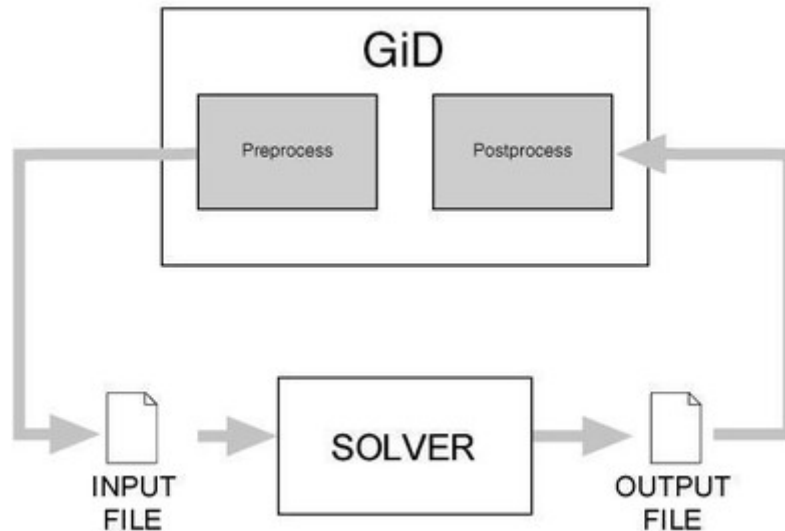 GiD
Preprocess
Postprocess
SOLVER
INPUT
FILE
OUTPUT
FILE